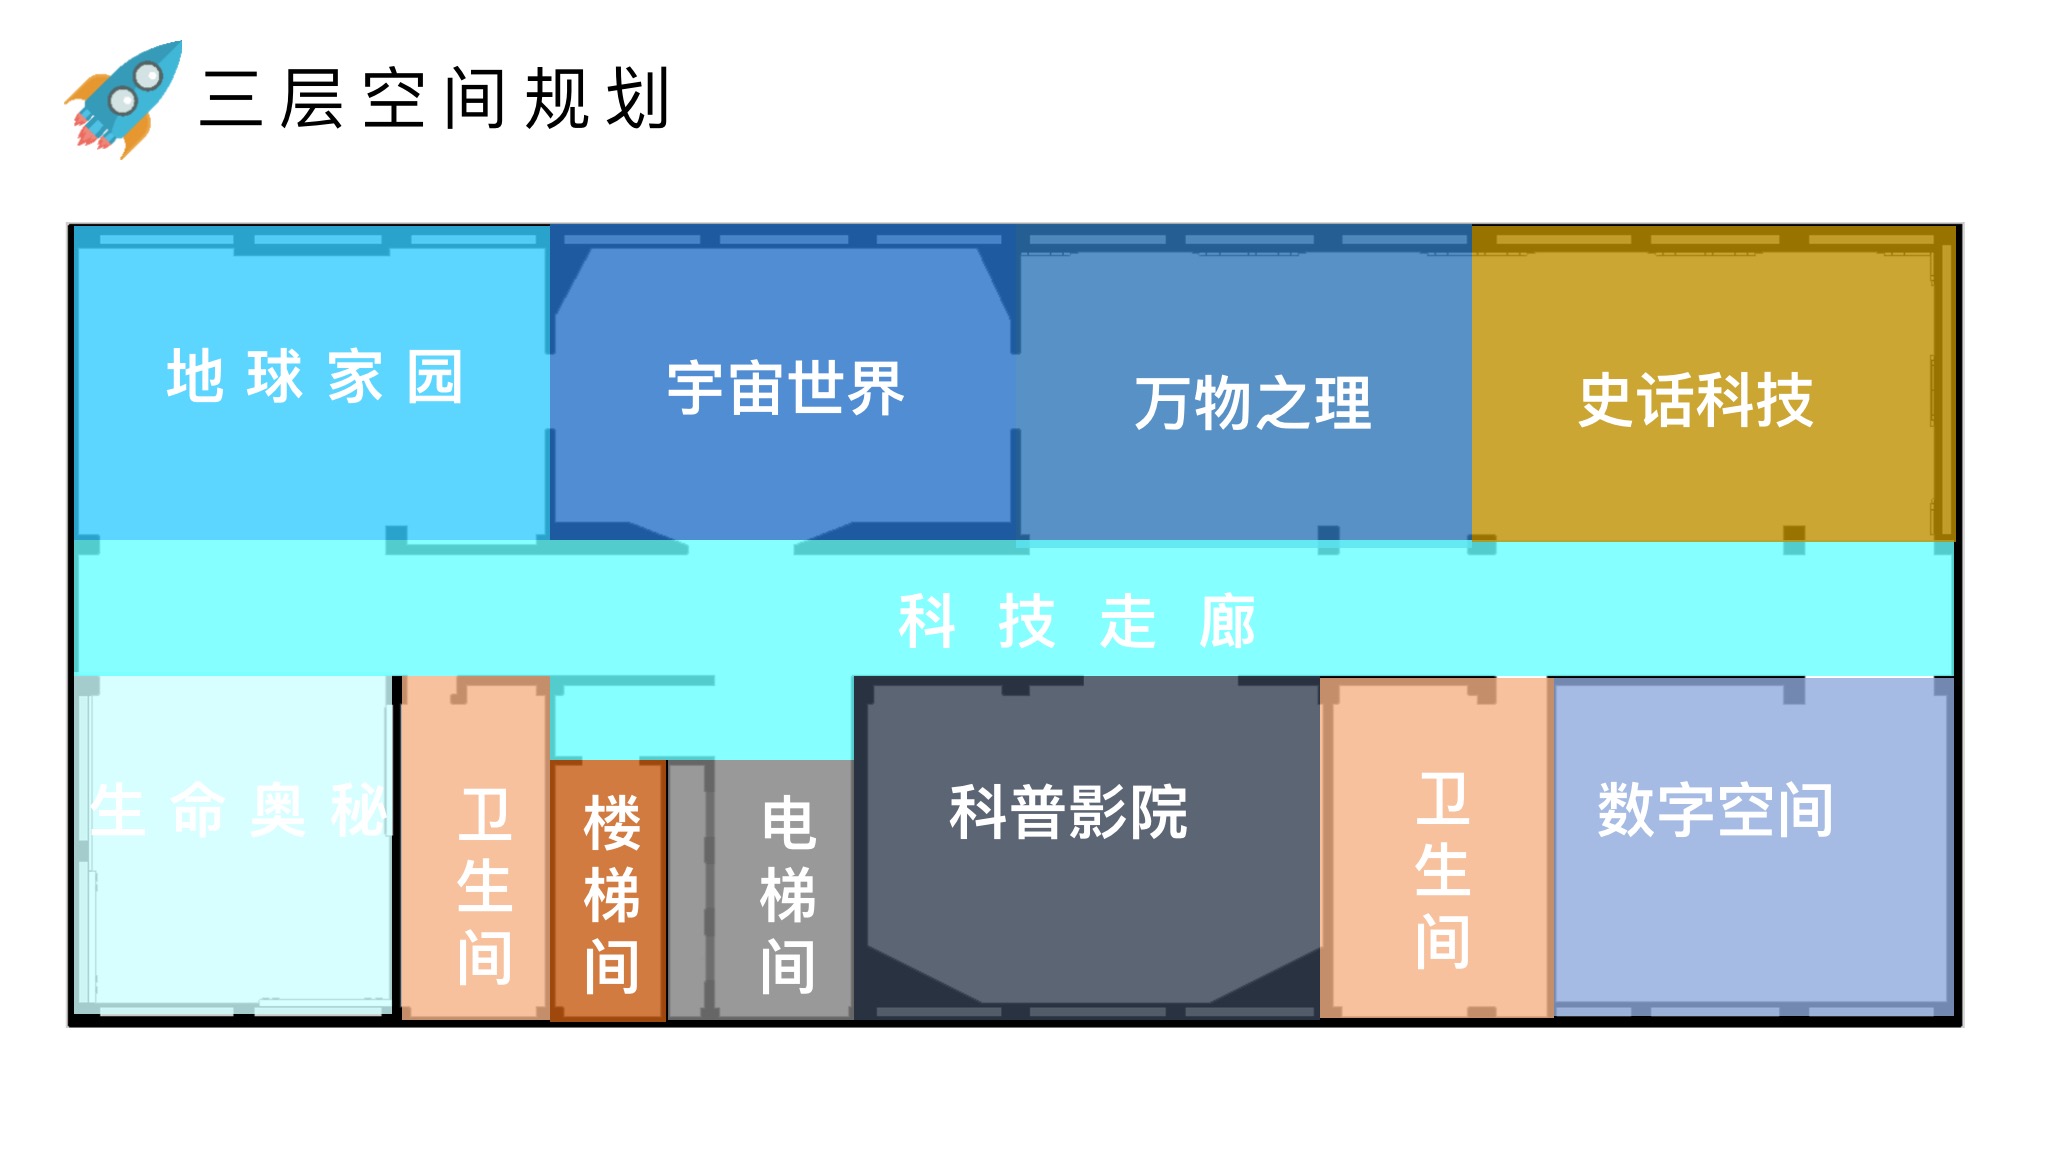 三层空间规划
地球家园
宇宙世界
万物之理
史话科技
科技走廊
生命奥秘
卫生间
楼梯间
电梯间
科普影院
卫生间
数字空间